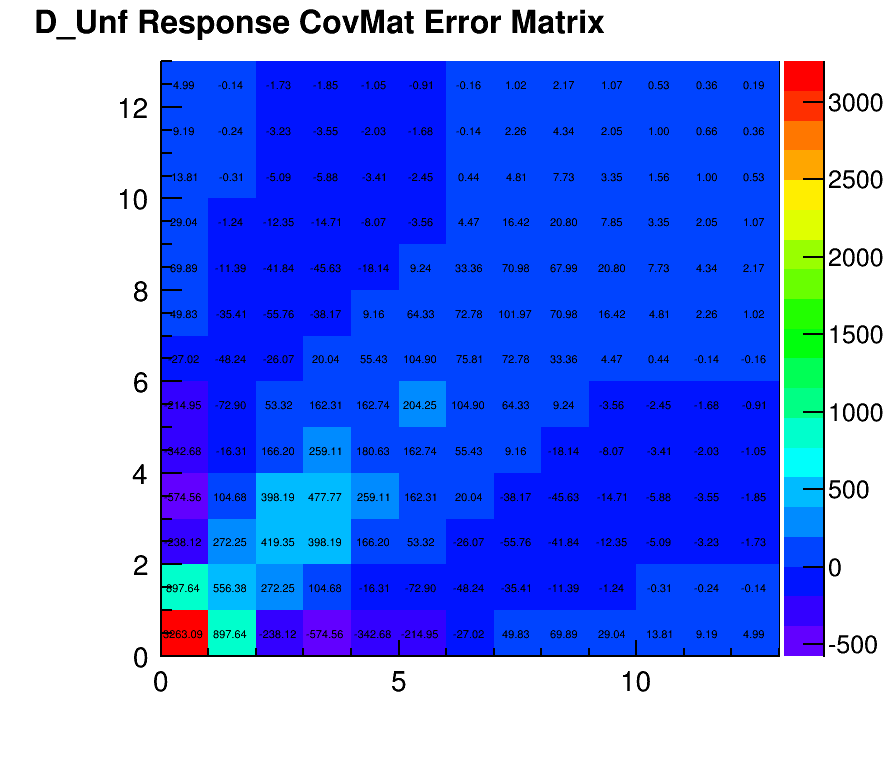 D_Unf Response CovMat Error Matrix
4.99 -0.14 -1.73 -1.85 -1.05 -0.91 -0.16 1.02 2.17 1.07 0.53 0.36 0.19
12
9.19 -0.24 -3.23 -3.55 -2.03 -1.68 -0.14 2.26 4.34 2.05 1.00 0.66 0.36
13.81 -0.31 -5.09 -5.88 -3.41 -2.45 0.44 4.81 7.73 3.35 1.56 1.00 0.53
10
29.04 -1.24 -12.35 -14.71 -8.07 -3.56 4.47 16.42 20.80 7.85 3.35 2.05 1.07
69.89 -11.39 -41.84 -45.63 -18.14 9.24 33.36 70.98 67.99 20.80 7.73 4.34 2.17
8
49.83 -35.41 -55.76 -38.17 9.16 64.33 72.78 101.97 70.98 16.42 4.81 2.26 1.02
-27.02 -48.24 -26.07 20.04 55.43 104.90 75.81 72.78 33.36 4.47 0.44 -0.14 -0.16
6
-214.95 -72.90 53.32 162.31 162.74 204.25 104.90 64.33 9.24 -3.56 -2.45 -1.68 -0.91
-342.68 -16.31 166.20 259.11 180.63 162.74 55.43 9.16 -18.14 -8.07 -3.41 -2.03 -1.05
4
-574.56 104.68 398.19 477.77 259.11 162.31 20.04 -38.17 -45.63 -14.71 -5.88 -3.55 -1.85
-238.12 272.25 419.35 398.19 166.20 53.32 -26.07 -55.76 -41.84 -12.35 -5.09 -3.23 -1.73
2
897.64 556.38 272.25 104.68 -16.31 -72.90 -48.24 -35.41 -11.39 -1.24 -0.31 -0.24 -0.14
3263.09 897.64 -238.12 -574.56 -342.68 -214.95 -27.02 49.83 69.89 29.04 13.81 9.19 4.99
0
0 5 10
3000
2500
2000
1500
1000
500
0
-500